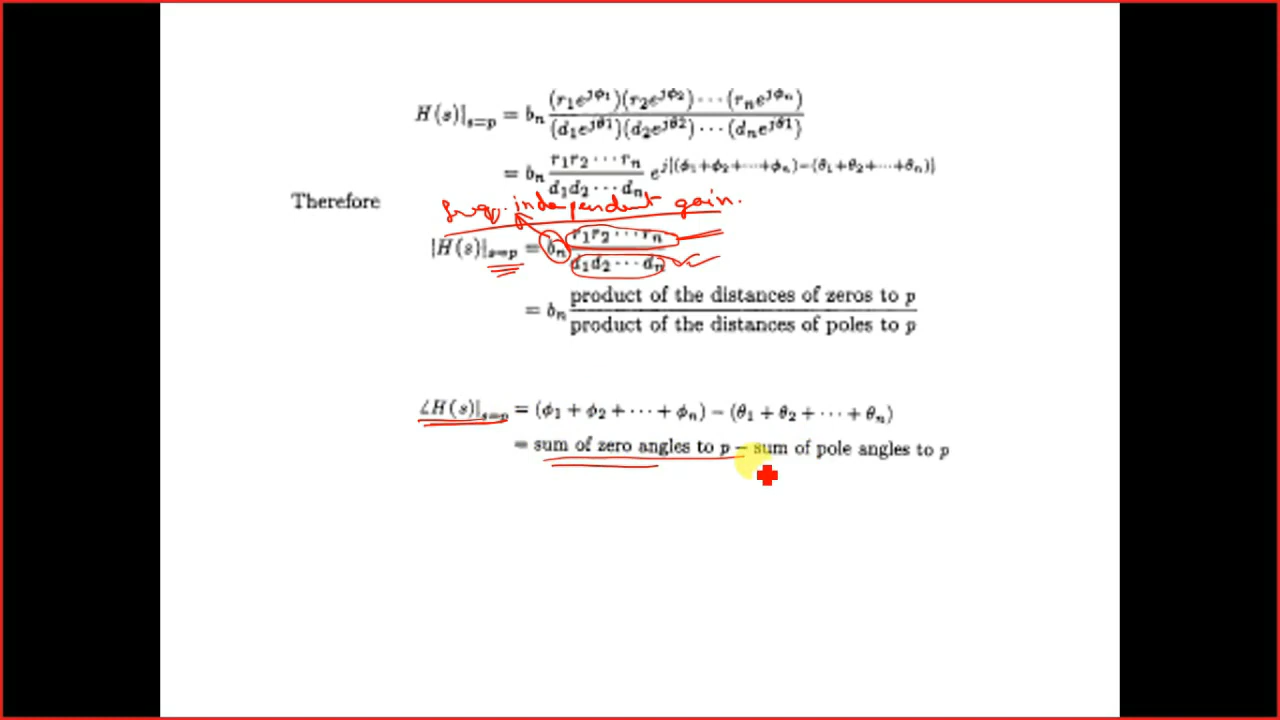 H(s)|s=p = bn (r1e^jϕ1)(r2e^jϕ2)···(rne^jϕn) / (d1e^jθ1)(d2e^jθ2)···(dne^jθ1)
= bn r1r2···rn / d1d2···dn e^j[(ϕ1+ϕ2+···+ϕn)−(θ1+θ2+···+θn)]
Therefore
independent gain.
|H(s)|s=p = bn r1r2···rn / d1d2···dn
= bn product of the distances of zeros to p / product of the distances of poles to p
∠H(s)|s=p = (ϕ1 + ϕ2 + ··· + ϕn) − (θ1 + θ2 + ··· + θn)
= sum of zero angles to p − sum of pole angles to p